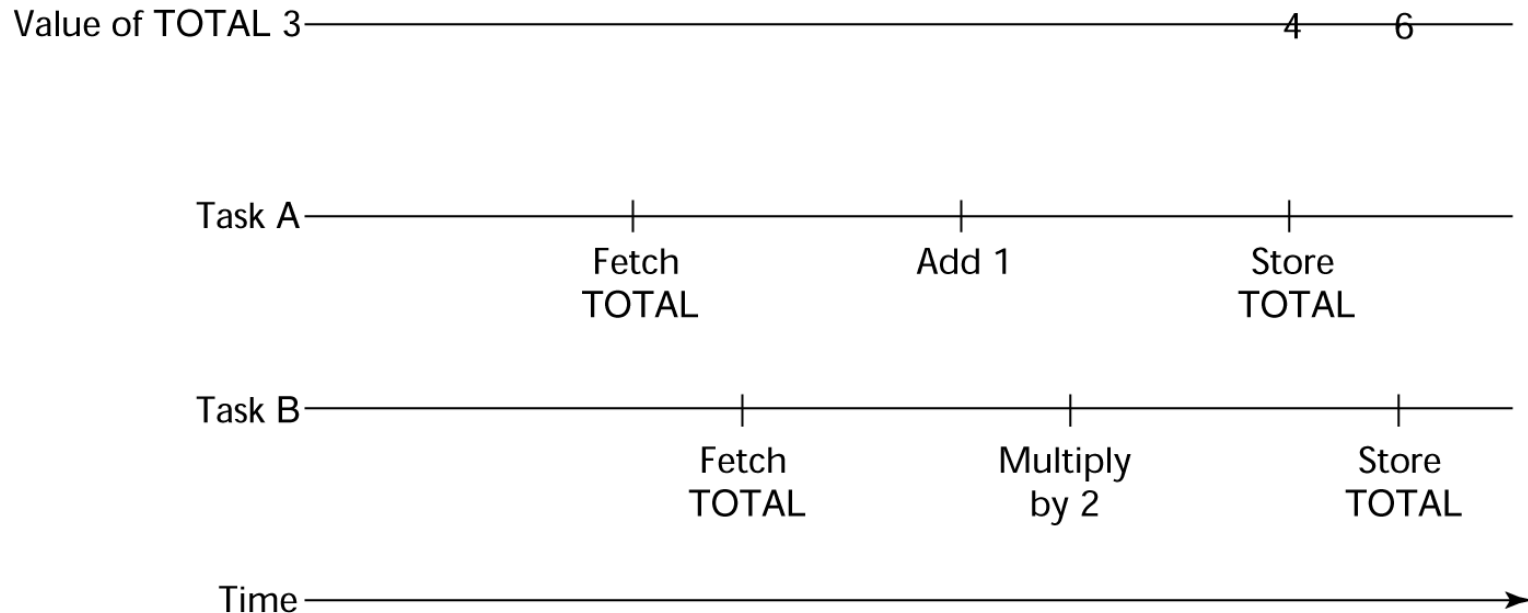 Value of TOTAL 3 4 6
Task A
Fetch Add 1 Store
TOTAL TOTAL
Task B
Fetch Multiply Store
TOTAL by 2 TOTAL
Time